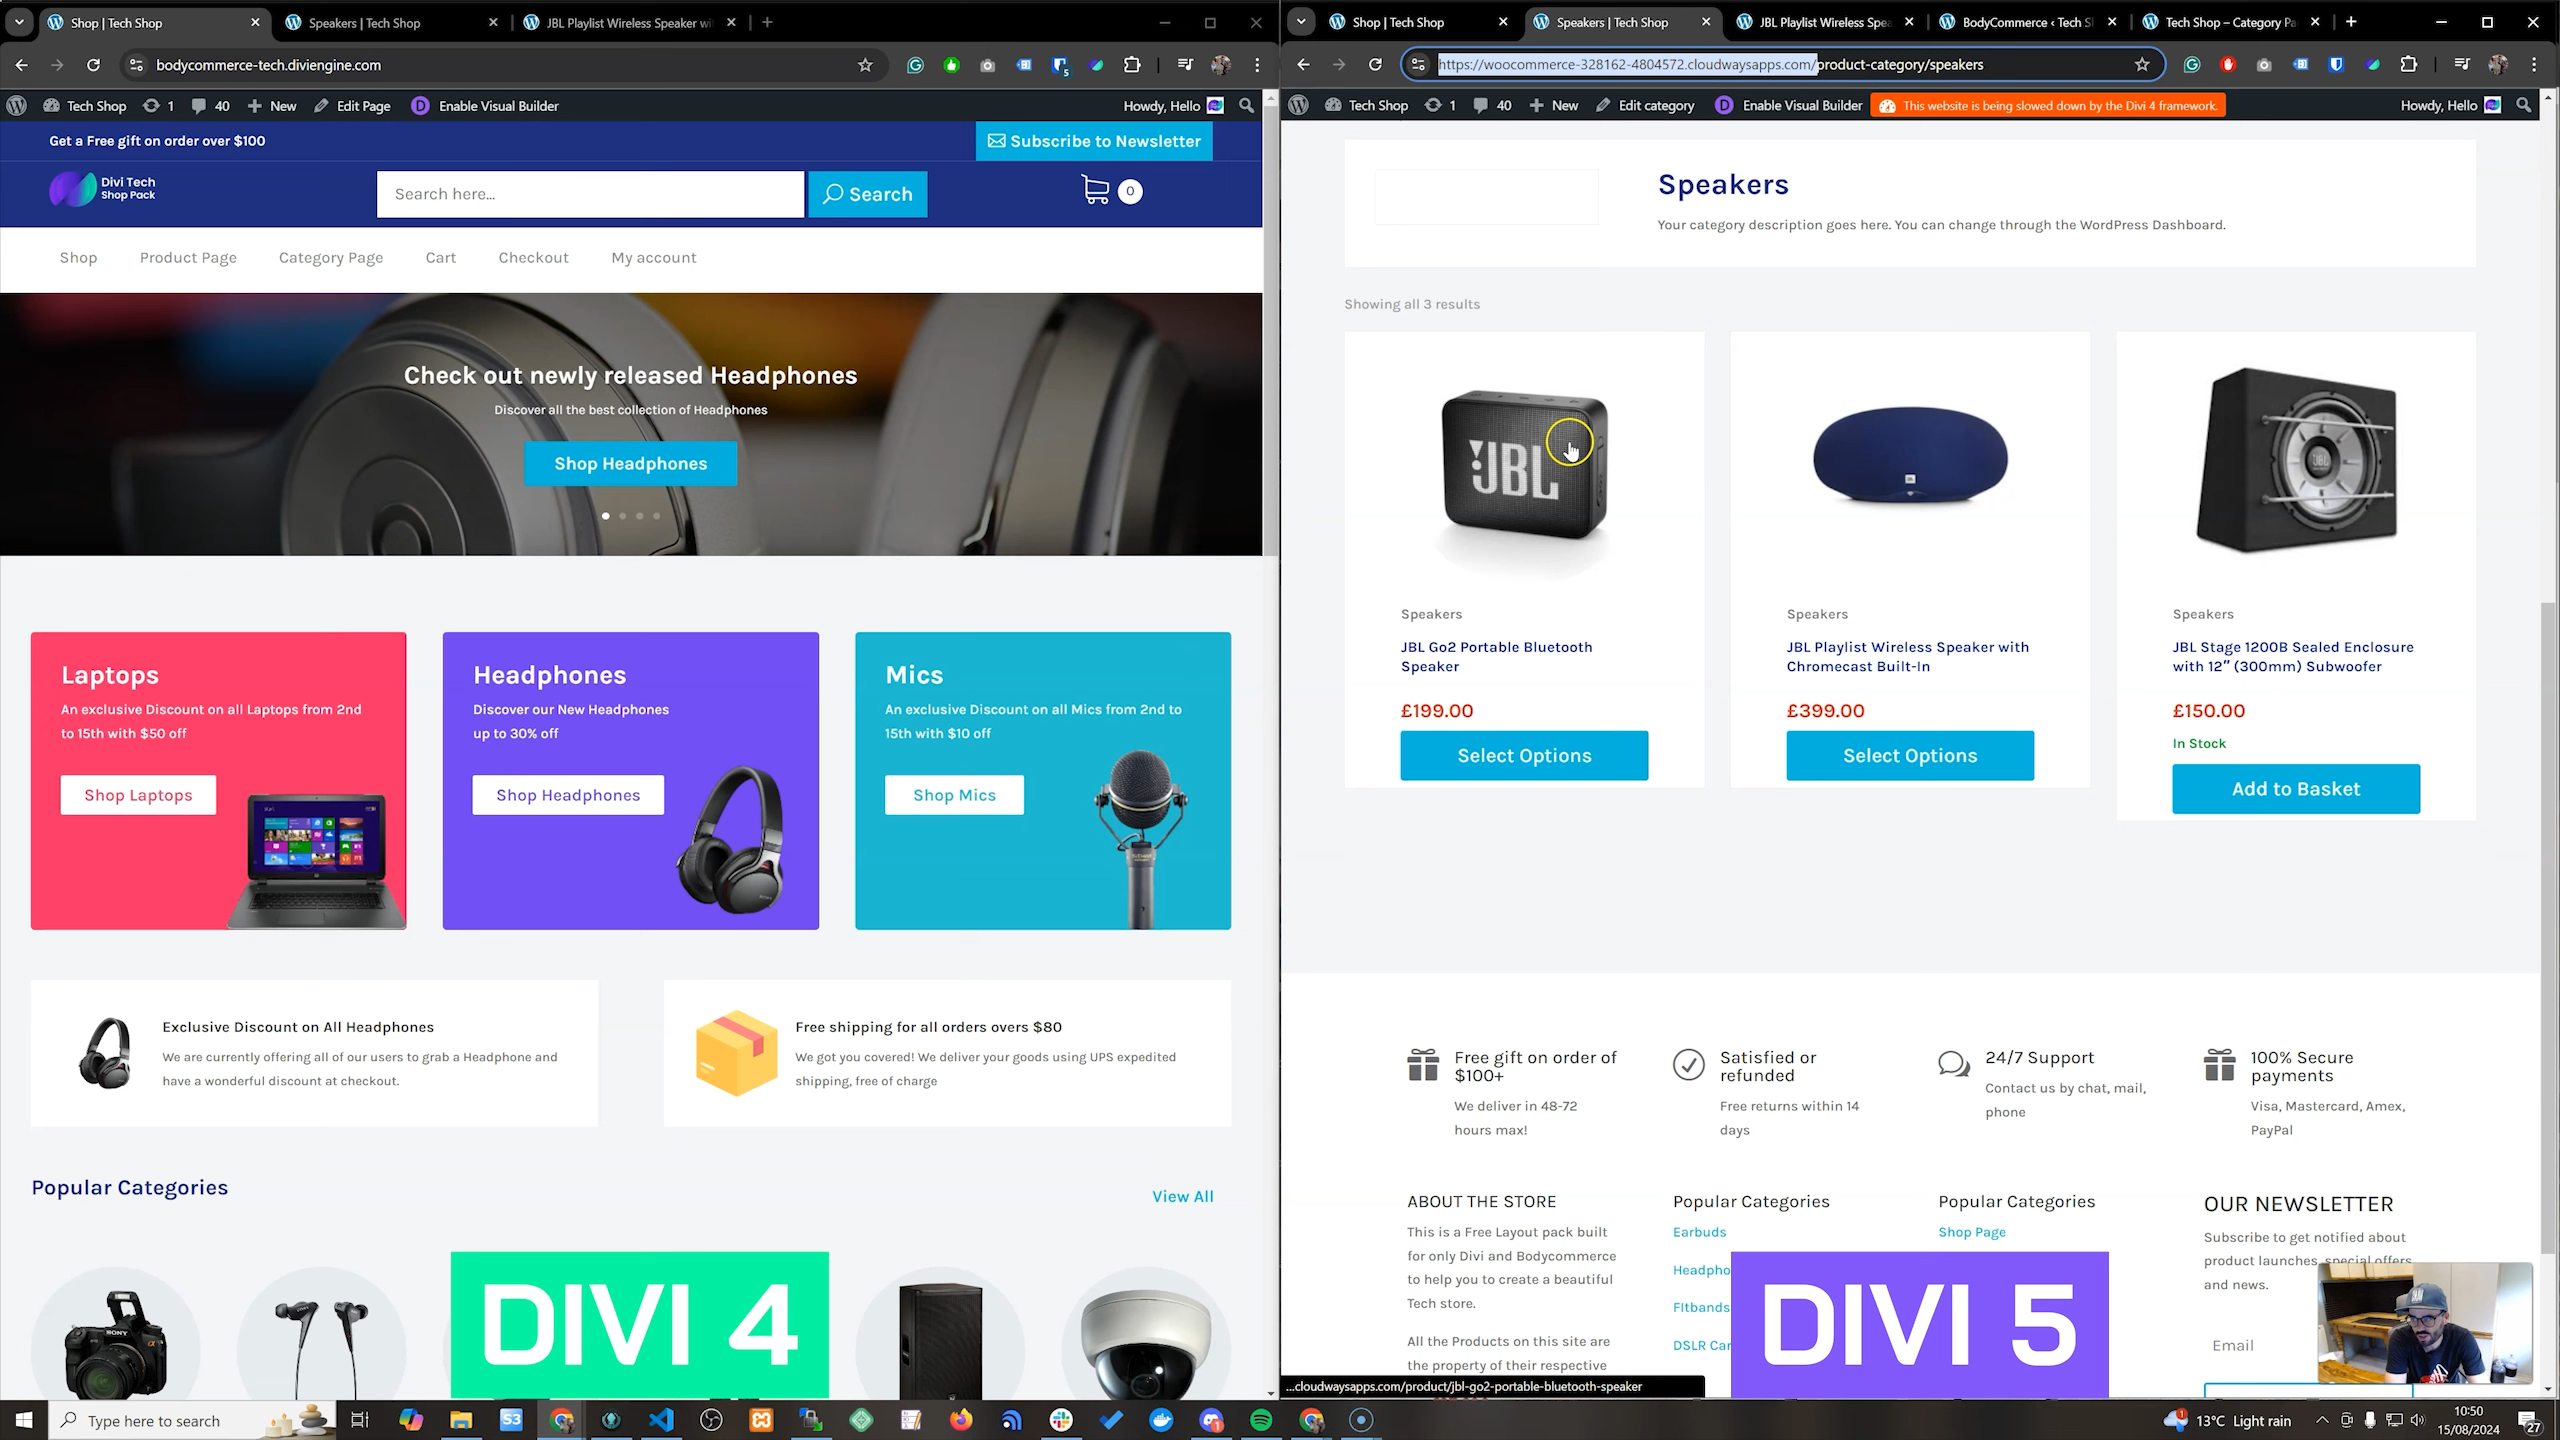 Shop | Tech Shop
Speakers | Tech Shop
JBL Playlist Wireless Speaker wi
bodycommerce-tech.diviengine.com
5
Tech Shop
1
40
New
Edit Page
D
Enable Visual Builder
Howdy, Hello
Get a Free gift on order over $100
Subscribe to Newsletter
Divi Tech
Shop Pack
Search here...
Search
0
Shop
Product Page
Category Page
Cart
Checkout
My account
Check out newly released Headphones
Discover all the best collection of Headphones
Shop Headphones
Laptops
An exclusive Discount on all Laptops from 2nd
to 15th with $50 off
Shop Laptops
Headphones
Discover our New Headphones
up to 30% off
Shop Headphones
Mics
An exclusive Discount on all Mics from 2nd to
15th with $10 off
Shop Mics
Exclusive Discount on All Headphones
We are currently offering all of our users to grab a Headphone and
have a wonderful discount at checkout.
Free shipping for all orders overs $80
We got you covered! We deliver your goods using UPS expedited
shipping, free of charge
Popular Categories
View All
SONY
DIVI 4
Shop | Tech Shop
Speakers | Tech Shop
JBL Playlist Wireless Spea
BodyCommerce ‹ Tech S
Tech Shop – Category Pa
https://woocommerce-328162-4804572.cloudwaysapps.com/product-category/speakers
Tech Shop
1
40
New
Edit category
D
Enable Visual Builder
This website is being slowed down by the Divi 4 framework.
Howdy, Hello
Speakers
Your category description goes here. You can change through the WordPress Dashboard.
Showing all 3 results
JBL
Speakers
JBL Go2 Portable Bluetooth
Speaker
£199.00
Select Options
Speakers
JBL Playlist Wireless Speaker with
Chromecast Built-In
£399.00
Select Options
Speakers
JBL Stage 1200B Sealed Enclosure
with 12″ (300mm) Subwoofer
£150.00
In Stock
Add to Basket
Free gift on order of
$100+
We deliver in 48-72
hours max!
Satisfied or
refunded
Free returns within 14
days
24/7 Support
Contact us by chat, mail,
phone
100% Secure
payments
Visa, Mastercard, Amex,
PayPal
ABOUT THE STORE
This is a Free Layout pack built
for only Divi and Bodycommerce
to help you to create a beautiful
Tech store.
All the Products on this site are
the property of their respective
Popular Categories
Earbuds
Headpho
FItbands
DSLR Car
Popular Categories
Shop Page
OUR NEWSLETTER
Subscribe to get notified about
product launches, special offers
and news.
Email
DIVI 5
...cloudwaysapps.com/product/jbl-go2-portable-bluetooth-speaker
Type here to search
S3
1
13°C Light rain
10:50
15/08/2024
27